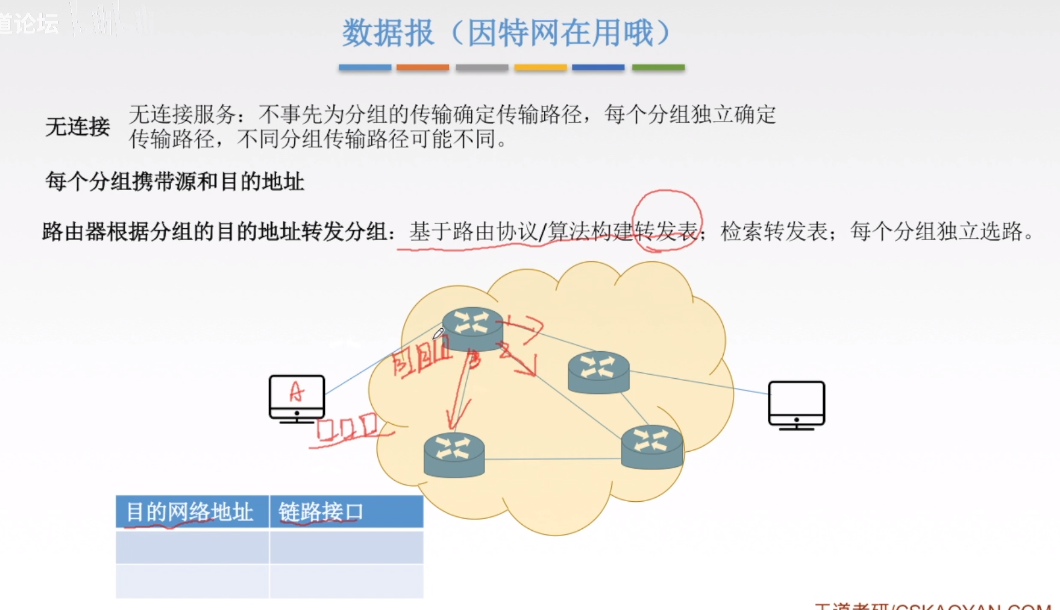 道论坛
数据报（因特网在用哦）
无连接
无连接服务：不事先为分组的传输确定传输路径，每个分组独立确定
传输路径，不同分组传输路径可能不同。
每个分组携带源和目的地址
路由器根据分组的目的地址转发分组：基于路由协议/算法构建转发表；检索转发表；每个分组独立选路。
1
2
3
A
目的网络地址 链路接口
王道考研/CSKAOYAN.COM